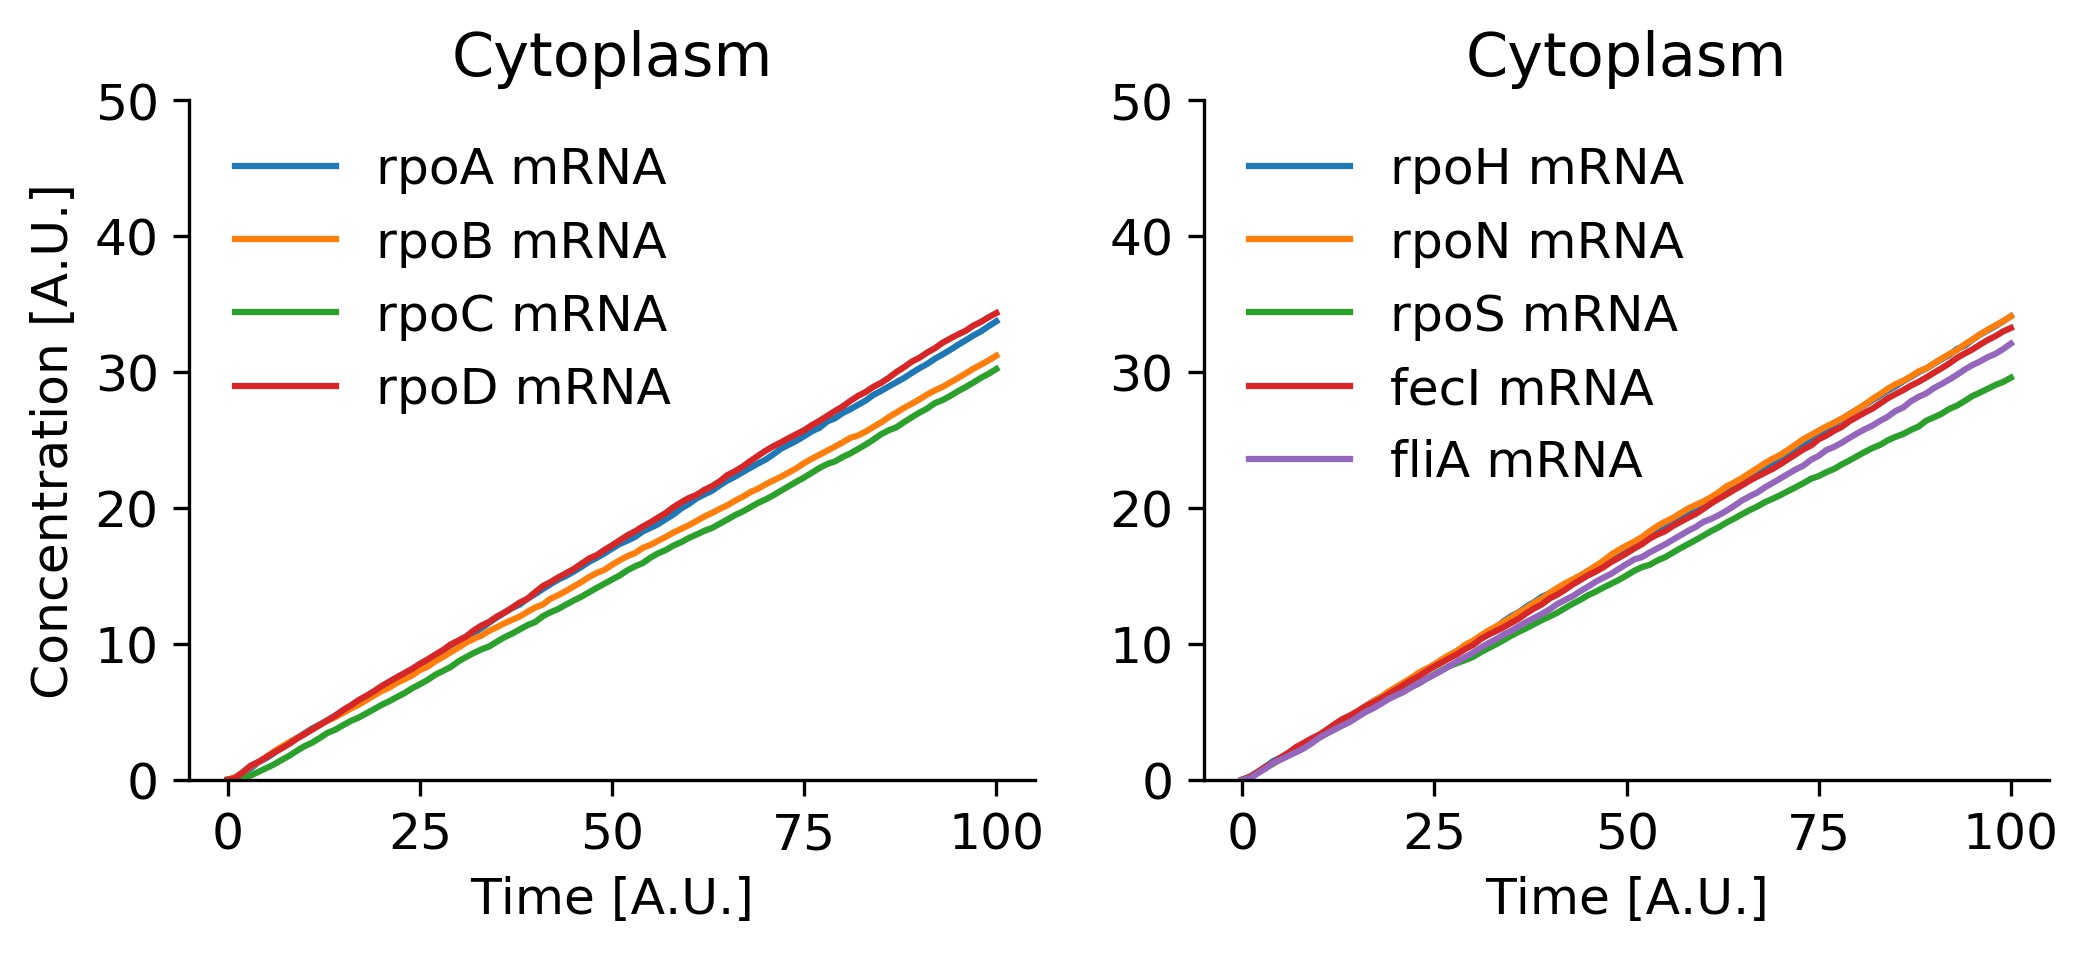 Cytoplasm
50
40
30
20
10
0
Concentration [A.U.]
rpoA mRNA
rpoB mRNA
rpoC mRNA
rpoD mRNA
0 25 50 75 100
Time [A.U.]
Cytoplasm
50
40
30
20
10
0
rpoH mRNA
rpoN mRNA
rpoS mRNA
fecI mRNA
fliA mRNA
0 25 50 75 100
Time [A.U.]